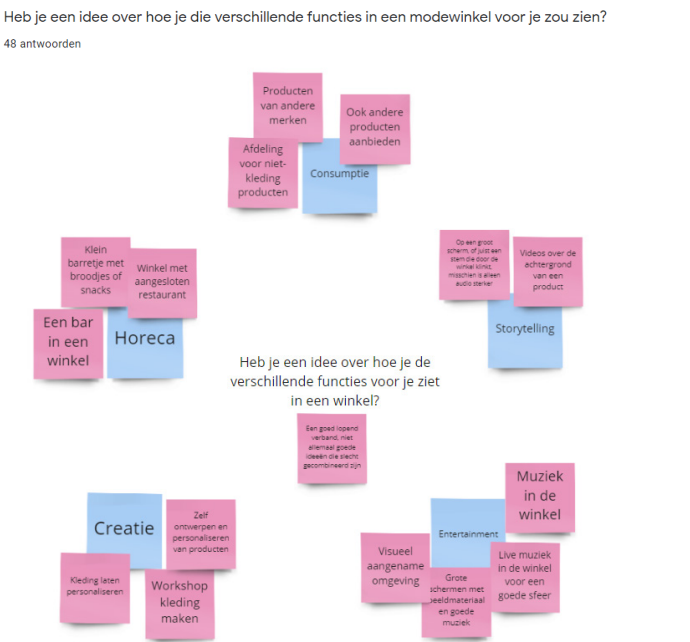 Heb je een idee over hoe je die verschillende functies in een modewinkel voor je zou zien?
48 antwoorden
Producten
van andere
merken
Ook andere
producten
aanbieden
Afdeling
voor niet-
kleding
producten
Consumptie
Klein
barretje met
broodjes of
snacks
Winkel met
aangesloten
restaurant
Een bar
in een
winkel
Horeca
Op een groot
scherm, of juist een
stem die door de
winkel klinkt,
misschien is alleen
audio sterker
Videos over de
achtergrond
van een
product
Storytelling
Heb je een idee over hoe je de
verschillende functies voor je ziet
in een winkel?
Een goed lopend
verband, niet
allemaal goede
ideeën die slecht
gecombineerd zijn
Creatie
Zelf
ontwerpen en
personaliseren
van producten
Kleding laten
personaliseren
Workshop
kleding
maken
Muziek
in de
winkel
Entertainment
Visueel
aangename
omgeving
Live muziek
in de winkel
voor een
goede sfeer
Grote
schermen met
beeldmateriaal
en goede
muziek